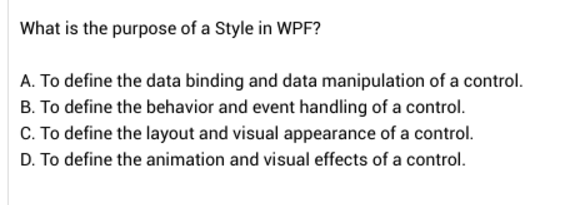 What is the purpose of a Style in WPF?
A. To define the data binding and data manipulation of a control.
B. To define the behavior and event handling of a control.
C. To define the layout and visual appearance of a control.
D. To define the animation and visual effects of a control.